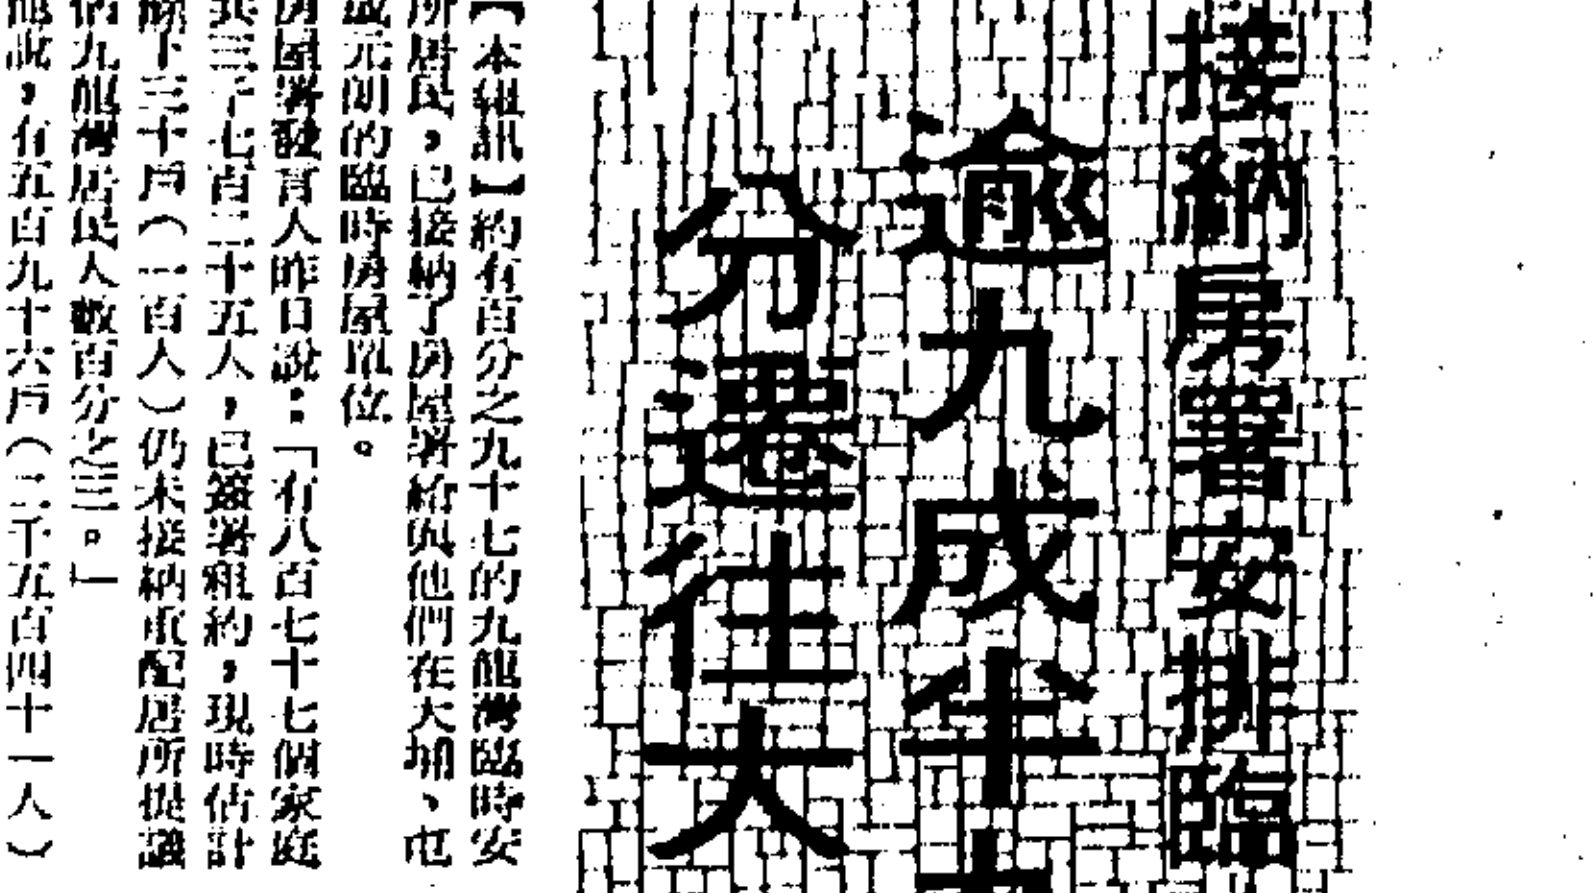 接納房署安排臨
逾九成半
分遷往大
【本報訊】約有百分之九十七的九龍灣臨時安
所居民，已接納了房屋署給與他們在大埔、屯
或元朗的臨時房屋單位。
房屋署發言人昨日說：「有八百七十七個家庭
共三千七百二十五人，已簽署租約，現時估計
餘下三十戶（一百人）仍未接納重配居所提議
佔九龍灣居民人數百分之三。」
他說，有五百九十六戶（二千五百四十一人）